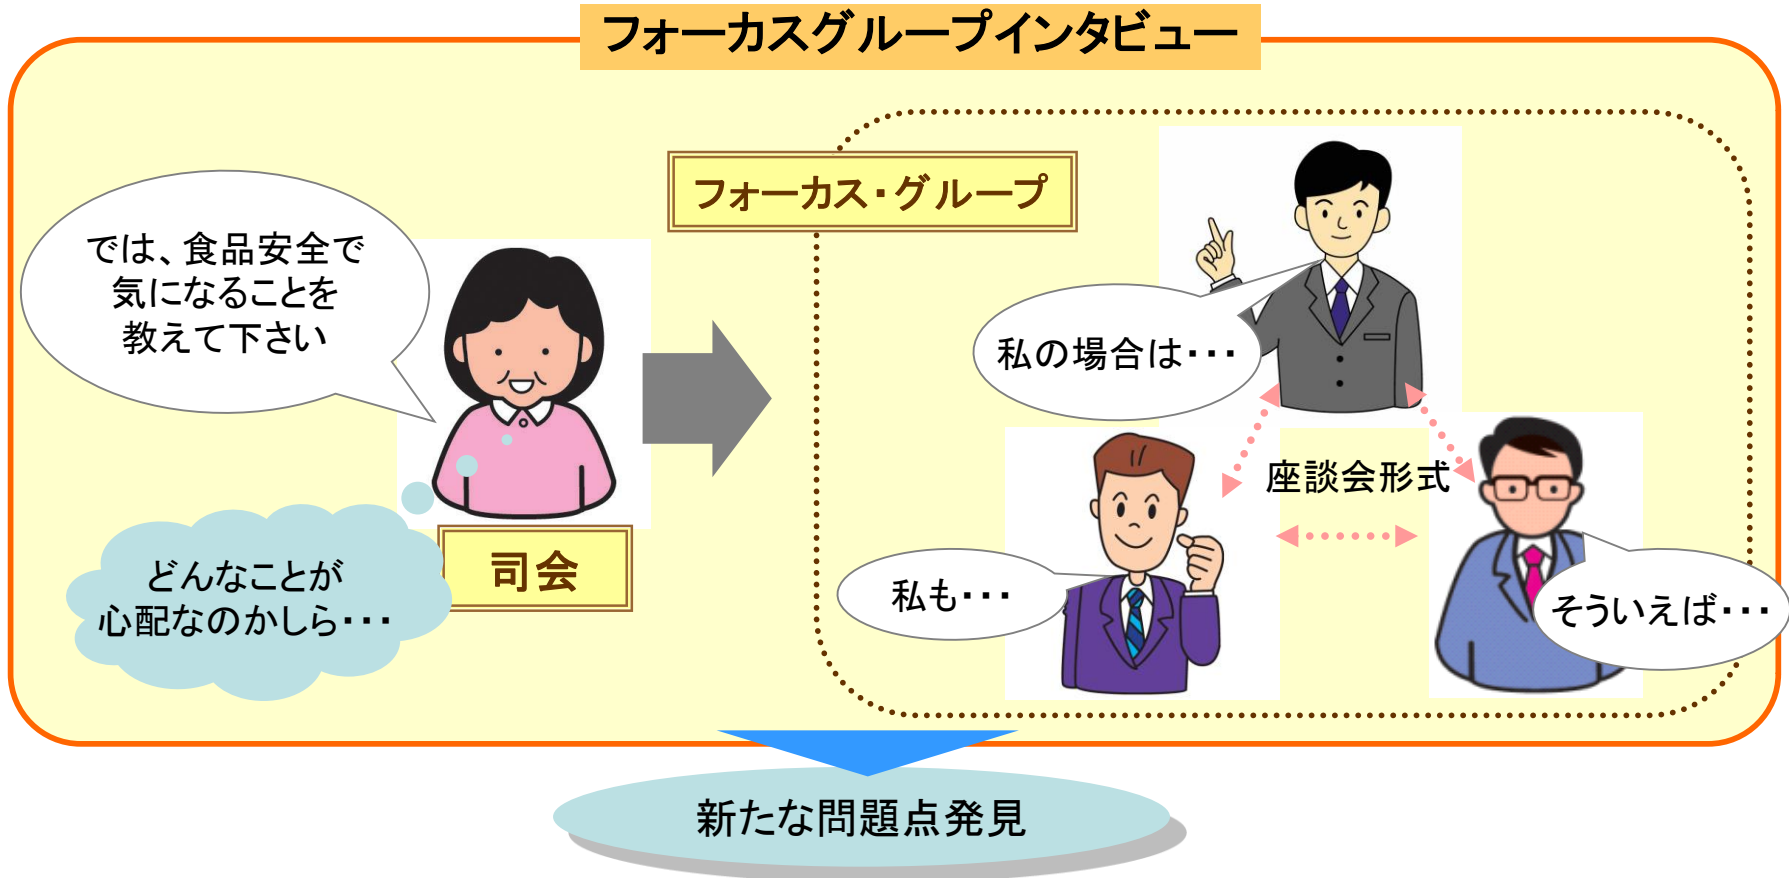 フォーカスグループインタビュー
フォーカス・グループ
では、食品安全で
気になることを
教えて下さい
司会
どんなことが
心配なのかしら・・・
私の場合は・・・
座談会形式
私も・・・
そういえば・・・
新たな問題点発見